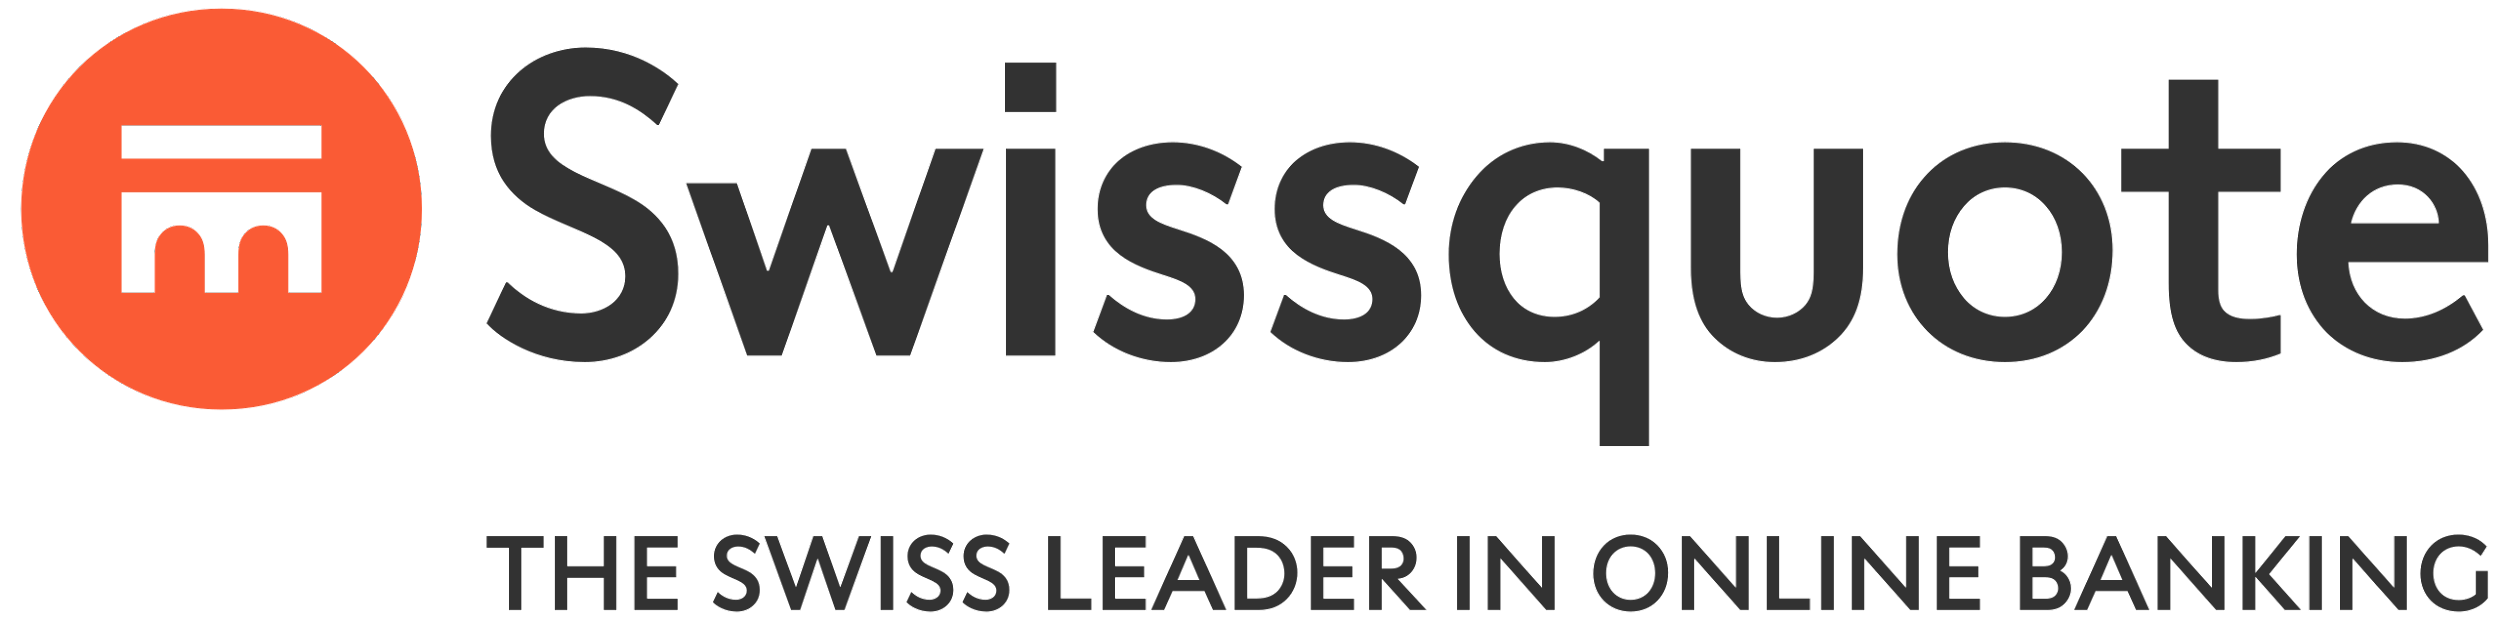 Swissquote
THE SWISS LEADER IN ONLINE BANKING